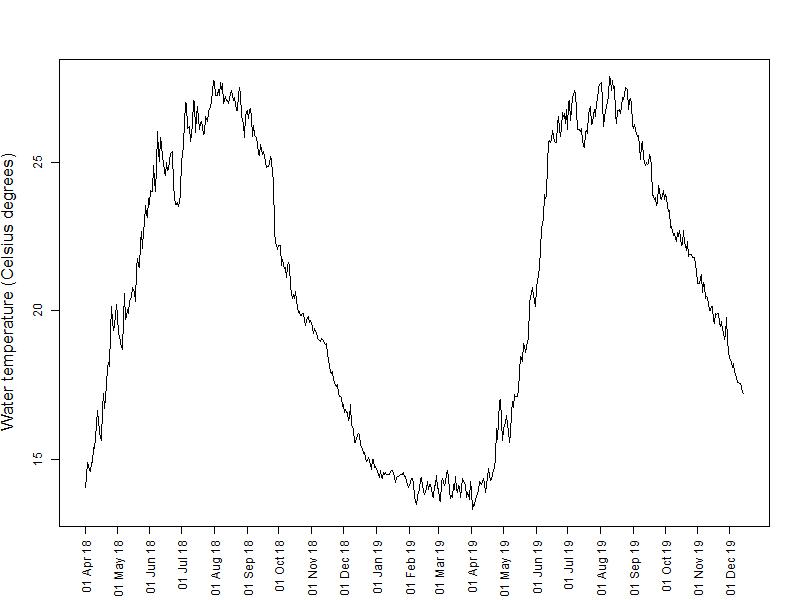 Water temperature (Celsius degrees)
25
20
15
01 Apr 18
01 May 18
01 Jun 18
01 Jul 18
01 Aug 18
01 Sep 18
01 Oct 18
01 Nov 18
01 Dec 18
01 Jan 19
01 Feb 19
01 Mar 19
01 Apr 19
01 May 19
01 Jun 19
01 Jul 19
01 Aug 19
01 Sep 19
01 Oct 19
01 Nov 19
01 Dec 19